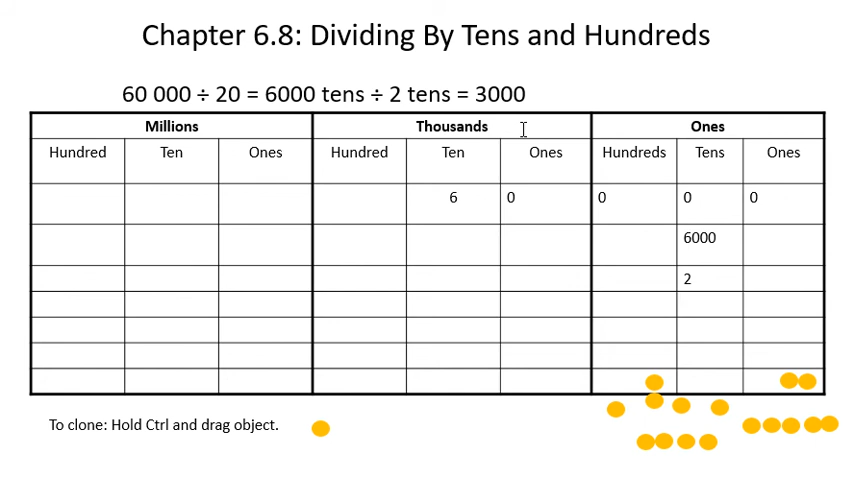 Chapter 6.8: Dividing By Tens and Hundreds
60 000 ÷ 20 = 6000 tens ÷ 2 tens = 3000
Millions Thousands Ones
Hundred Ten Ones Hundred Ten Ones Hundreds Tens Ones
6 0 0 0 0
6000
2
To clone: Hold Ctrl and drag object.